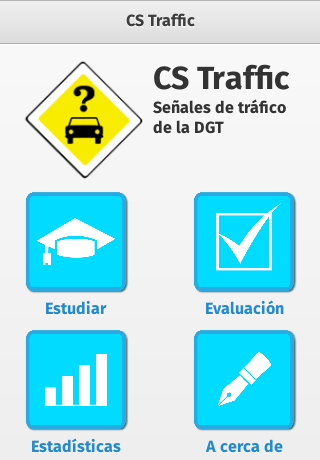 CS Traffic
?
CS Traffic
Señales de tráfico
de la DGT
Estudiar
Evaluación
Estadísticas
A cerca de